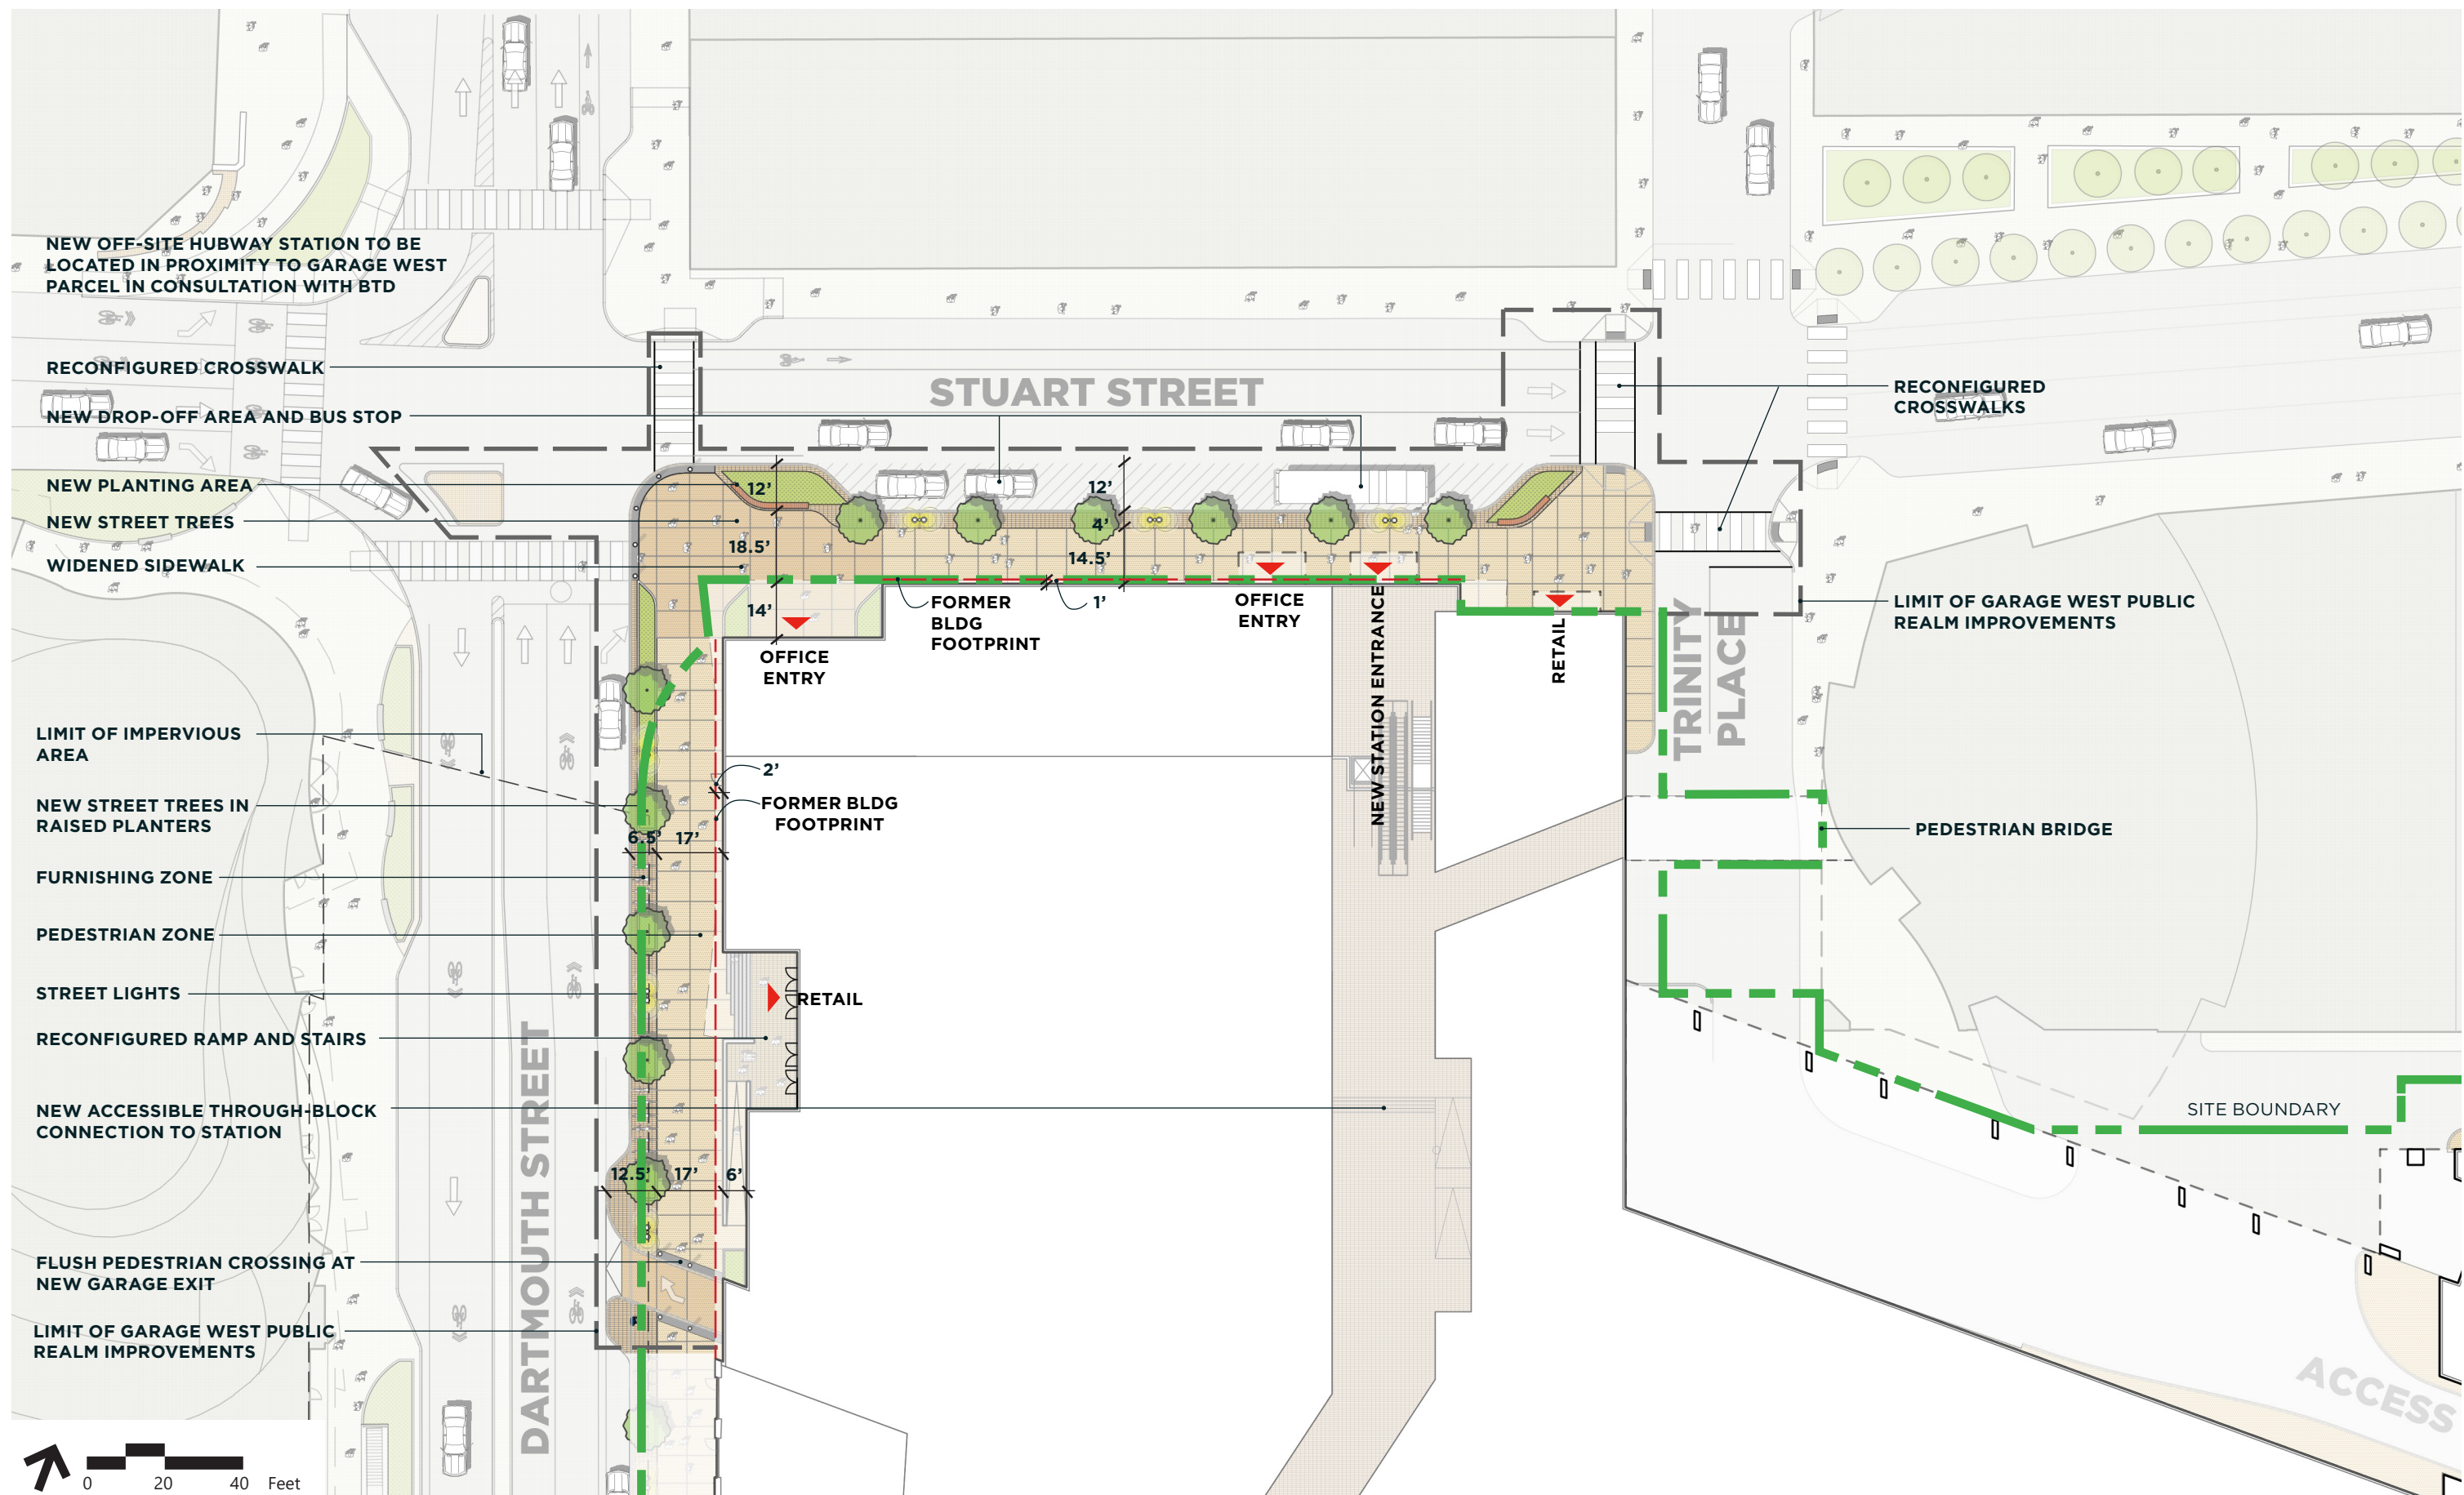 NEW OFF-SITE HUBWAY STATION TO BE
LOCATED IN PROXIMITY TO GARAGE WEST
PARCEL IN CONSULTATION WITH BTD
RECONFIGURED CROSSWALK
NEW DROP-OFF AREA AND BUS STOP
NEW PLANTING AREA
NEW STREET TREES
WIDENED SIDEWALK
LIMIT OF IMPERVIOUS
AREA
NEW STREET TREES IN
RAISED PLANTERS
FURNISHING ZONE
PEDESTRIAN ZONE
STREET LIGHTS
RECONFIGURED RAMP AND STAIRS
NEW ACCESSIBLE THROUGH-BLOCK
CONNECTION TO STATION
FLUSH PEDESTRIAN CROSSING AT
NEW GARAGE EXIT
LIMIT OF GARAGE WEST PUBLIC
REALM IMPROVEMENTS
0 20 40 Feet
DARTMOUTH STREET
STUART STREET
12'
18.5'
14'
12'
4'
14.5'
1'
FORMER
BLDG
FOOTPRINT
OFFICE
ENTRY
OFFICE
ENTRY
NEW STATION ENTRANCE
RETAIL
2'
FORMER BLDG
FOOTPRINT
6.5'
17'
RETAIL
12.5'
17'
6'
TRINITY
PLACE
RECONFIGURED
CROSSWALKS
LIMIT OF GARAGE WEST PUBLIC
REALM IMPROVEMENTS
PEDESTRIAN BRIDGE
SITE BOUNDARY
ACCESS